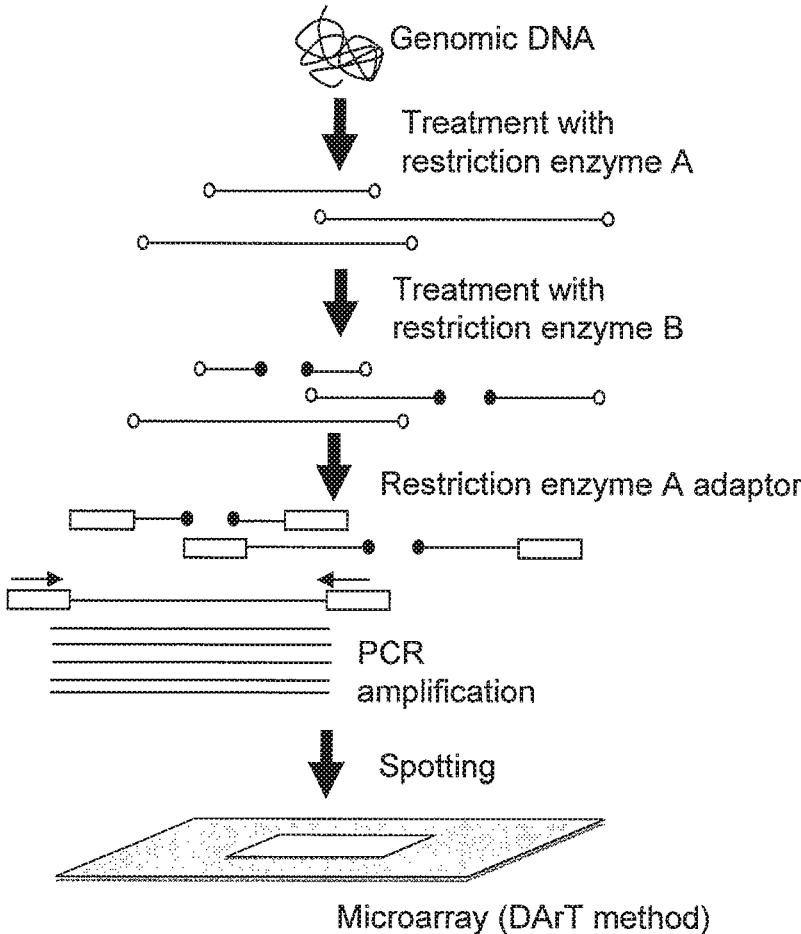 Genomic DNA
Treatment with
restriction enzyme A
Treatment with
restriction enzyme B
Restriction enzyme A adaptor
PCR
amplification
Spotting
Microarray (DArT method)